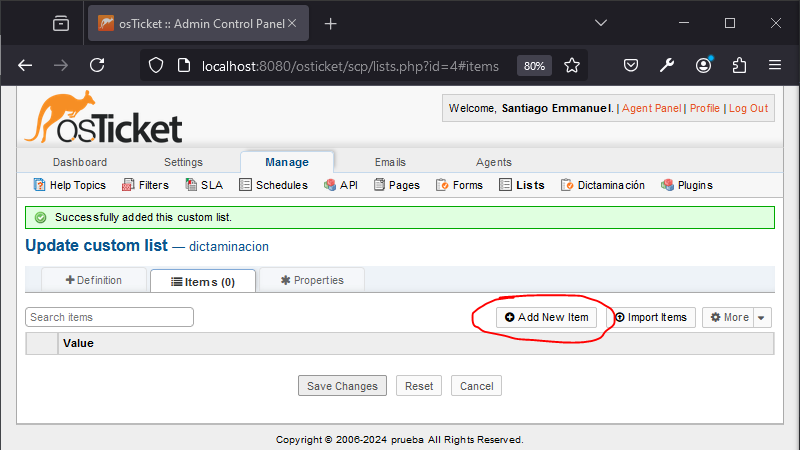 osTicket :: Admin Control Panel
localhost:8080/osticket/scp/lists.php?id=4#items 80%
osTicket
Welcome, Santiago Emmanuel. | Agent Panel | Profile | Log Out
Dashboard Settings Manage Emails Agents
Help Topics Filters SLA Schedules API Pages Forms Lists Dictaminación Plugins
Successfully added this custom list.
Update custom list — dictaminacion
Definition Items (0) Properties
Search items Add New Item Import Items More
Value
Save Changes Reset Cancel
Copyright © 2006-2024 prueba All Rights Reserved.